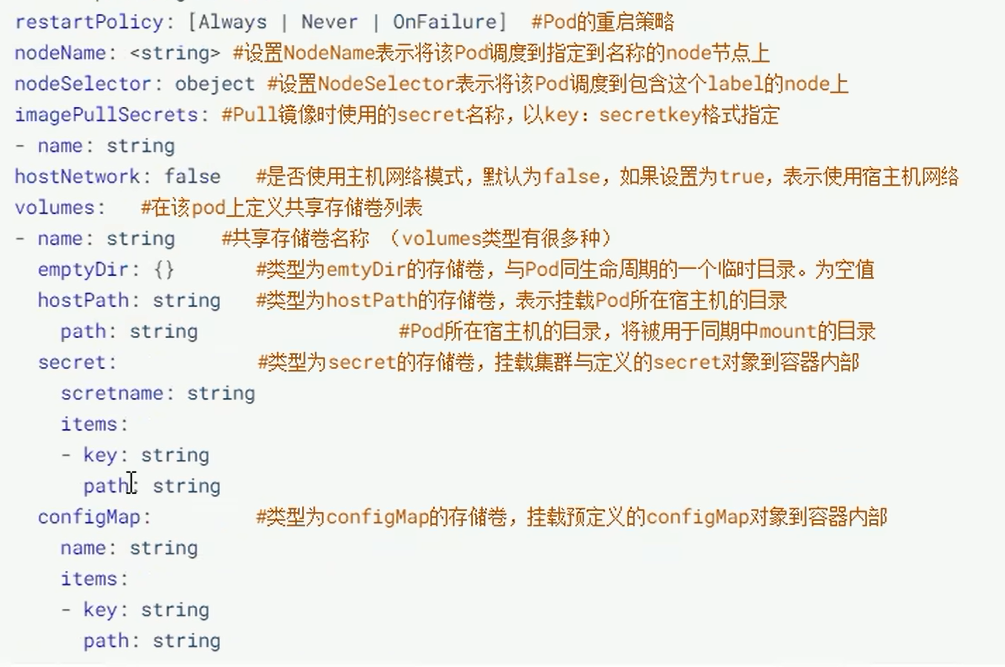 restartPolicy: [Always | Never | OnFailure]  #Pod的重启策略
nodeName: <string> #设置NodeName表示将该Pod调度到指定到名称的node节点上
nodeSelector: obeject #设置NodeSelector表示将该Pod调度到包含这个label的node上
imagePullSecrets: #Pull镜像时使用的secret名称，以key：secretkey格式指定
- name: string
hostNetwork: false   #是否使用主机网络模式，默认为false，如果设置为true，表示使用宿主机网络
volumes:   #在该pod上定义共享存储卷列表
- name: string    #共享存储卷名称 （volumes类型有很多种）
  emptyDir: {}       #类型为emtyDir的存储卷，与Pod同生命周期的一个临时目录。为空值
  hostPath: string   #类型为hostPath的存储卷，表示挂载Pod所在宿主机的目录
    path: string                  #Pod所在宿主机的目录，将被用于同期中mount的目录
  secret:            #类型为secret的存储卷，挂载集群与定义的secret对象到容器内部
    scretname: string
    items:
    - key: string
      path: string
  configMap:         #类型为configMap的存储卷，挂载预定义的configMap对象到容器内部
    name: string
    items:
    - key: string
      path: string